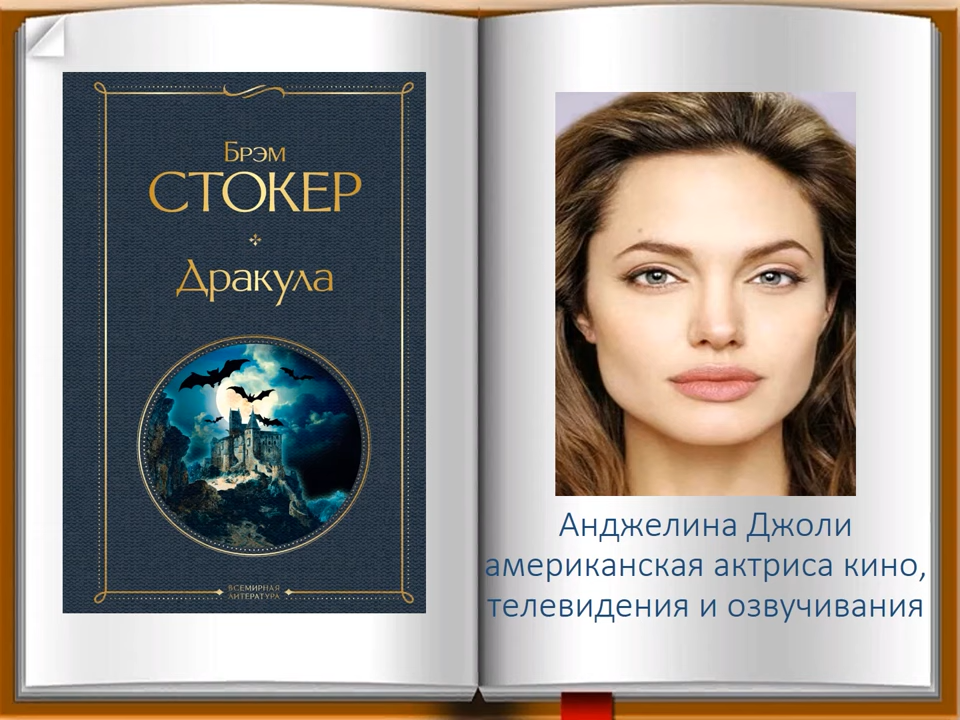 Брэм
СТОКЕР
Дракула
ВСЕМИРНАЯ
ЛИТЕРАТУРА
Анджелина Джоли
американская актриса кино,
телевидения и озвучивания